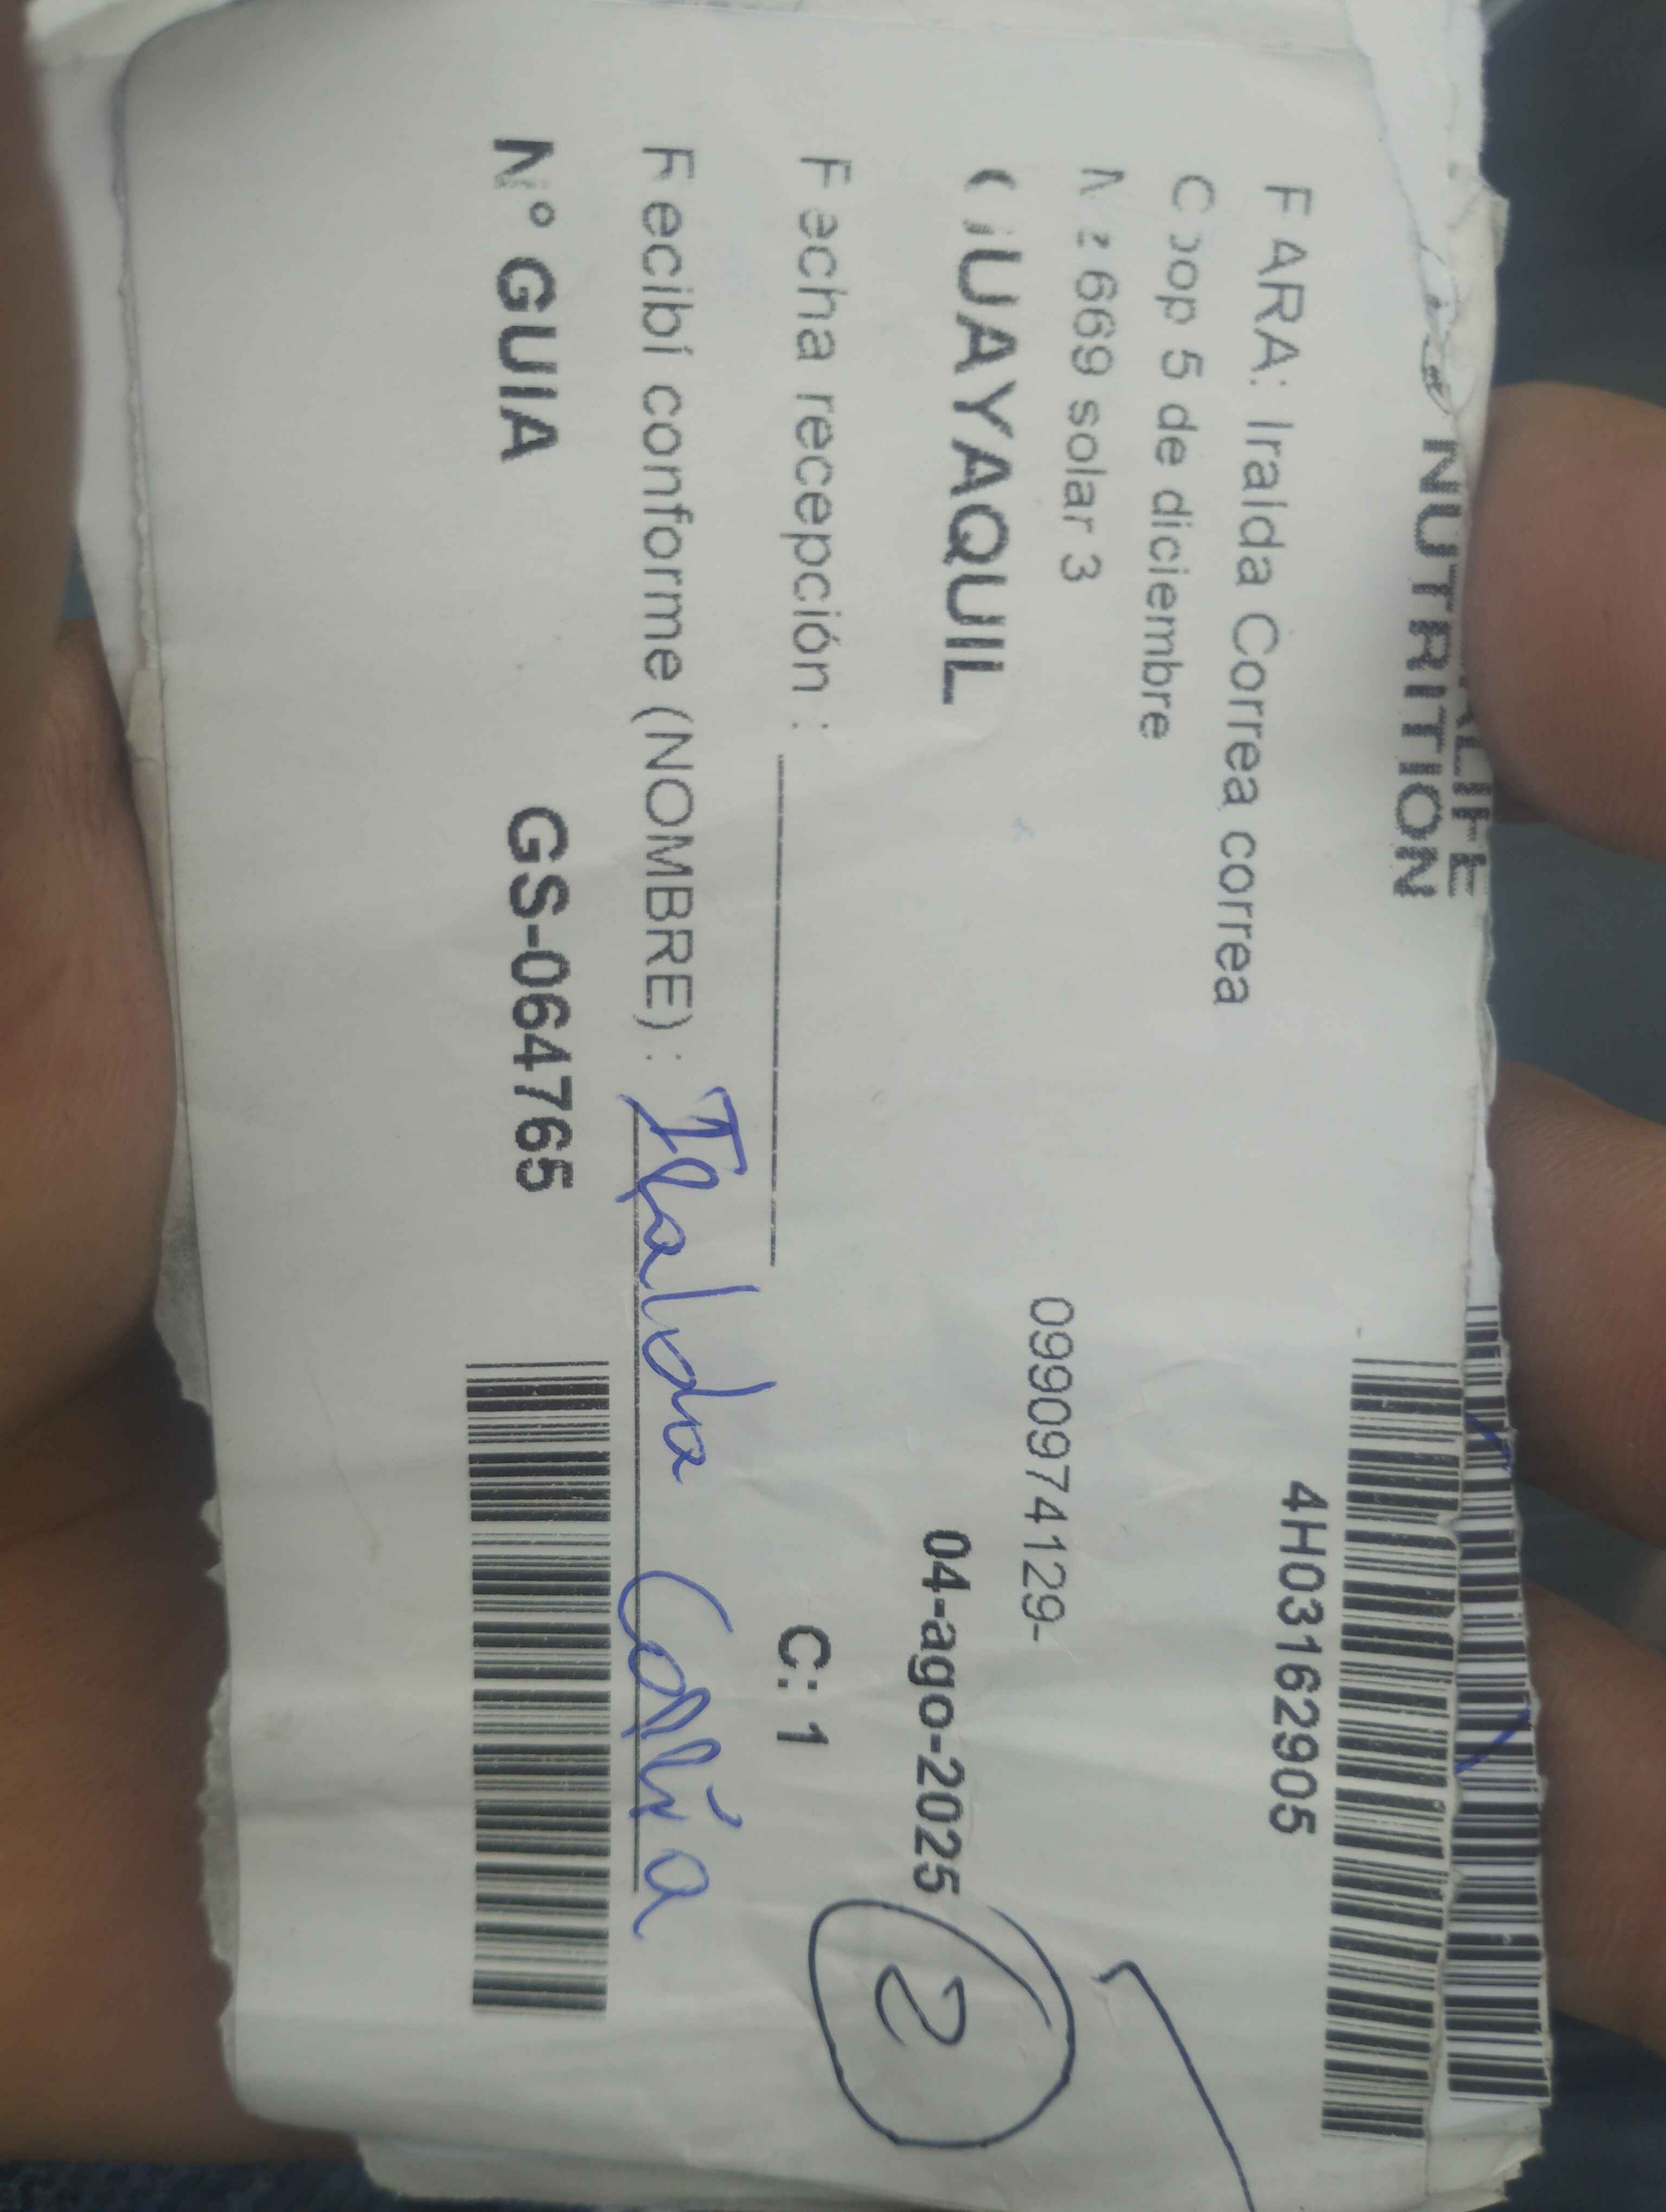 NUTRITION
4H03162905
PARA: Iralda Correa correa
Coop 5 de diciembre
Mz 669 solar 3
0990974129-
GUAYAQUIL
04-ago-2025
2
Fecha recepción :
C: 1
Recibí conforme (NOMBRE) : Iralda Correa
Nº GUIA
GS-064765